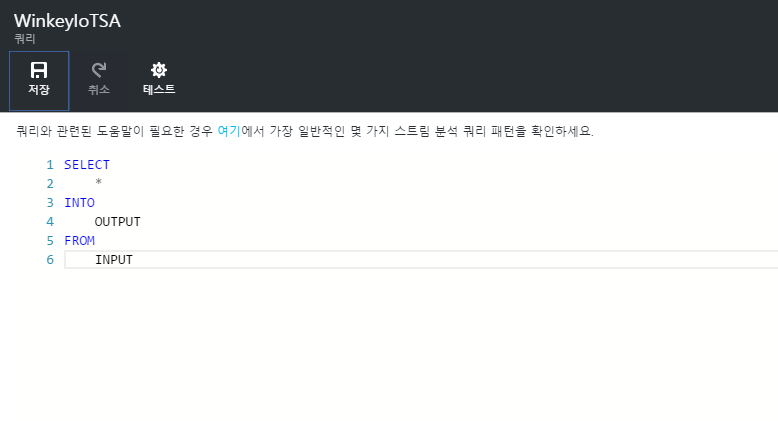 WinkeyIoTSA
쿼리
저장 취소 테스트
쿼리와 관련된 도움말이 필요한 경우 여기에서 가장 일반적인 몇 가지 스트림 분석 쿼리 패턴을 확인하세요.
1 SELECT
2 *
3 INTO
4 OUTPUT
5 FROM
6 INPUT